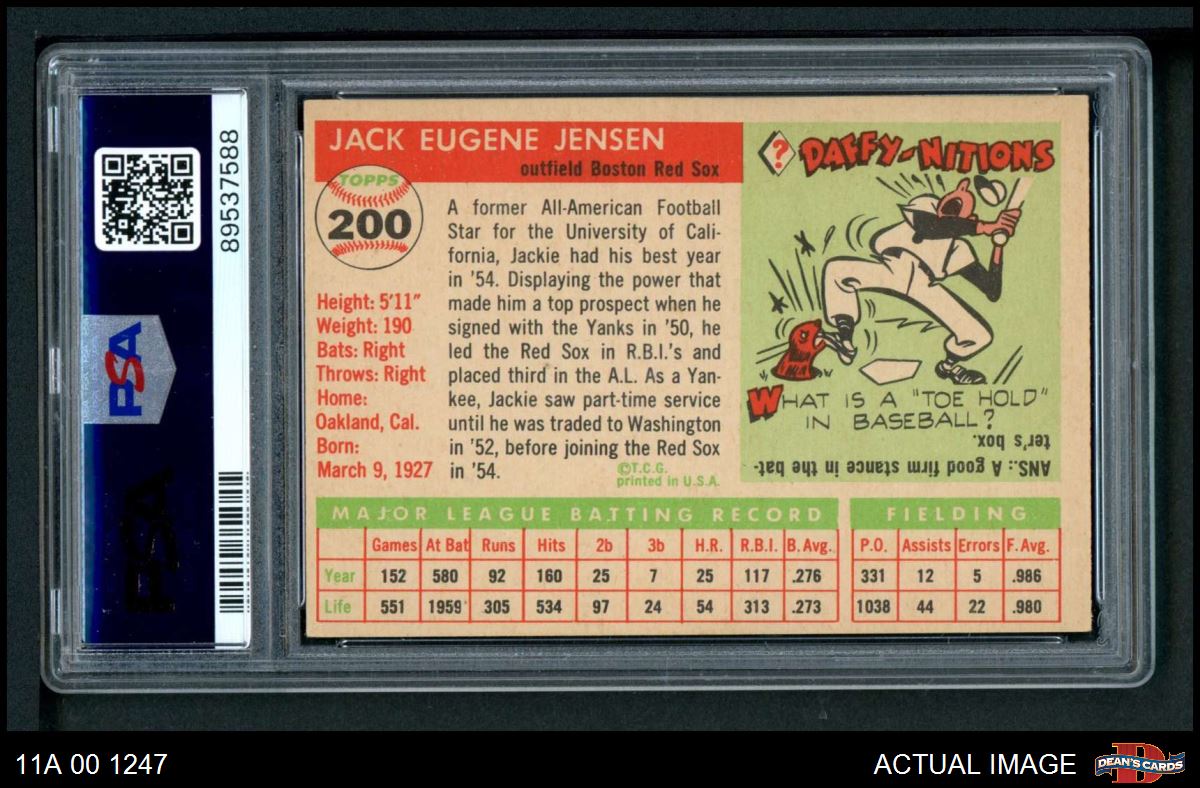 89537588
PSA
PSA
JACK EUGENE JENSEN
outfield Boston Red Sox
TOPPS
200
Height: 5'11"
Weight: 190
Bats: Right
Throws: Right
Home:
Oakland, Cal.
Born:
March 9, 1927
A former All-American Football
Star for the University of Cali-
fornia, Jackie had his best year
in '54. Displaying the power that
made him a top prospect when he
signed with the Yanks in '50, he
led the Red Sox in R.B.I.'s and
placed third in the A.L. As a Yan-
kee, Jackie saw part-time service
until he was traded to Washington
in '52, before joining the Red Sox
in '54.
©T.C.G.
printed in U.S.A.
?
DAFFY-NITIONS
WHAT IS A "TOE HOLD"
IN BASEBALL?
ANS.: A good firm stance in the bat-
ter's box.
MAJOR LEAGUE BATTING RECORD
Games At Bat Runs Hits 2b 3b H.R. R.B.I. B. Avg.
Year 152 580 92 160 25 7 25 117 .276
Life 551 1959 305 534 97 24 54 313 .273
FIELDING
P.O. Assists Errors F. Avg.
331 12 5 .986
1038 44 22 .980
11A 00 1247
ACTUAL IMAGE
D
DEAN'S CARDS